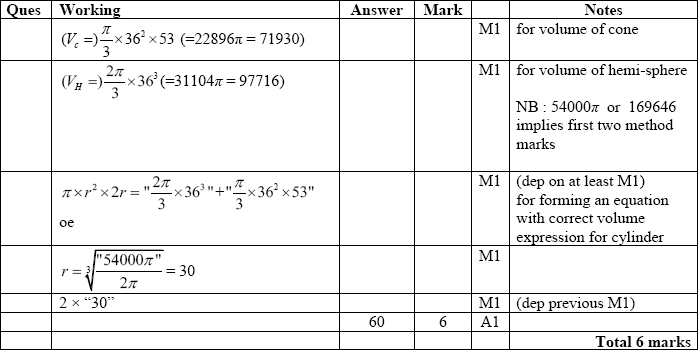 Ques Working Answer Mark Notes
(V_c =) π/3 × 36² × 53 (=22896π = 71930) M1 for volume of cone
(V_H =) 2π/3 × 36³ (=31104π = 97716) M1 for volume of hemi-sphere
NB : 54000π or 169646
implies first two method
marks
π × r² × 2r = "2π/3 × 36³" + "π/3 × 36² × 53" M1 (dep on at least M1)
for forming an equation
oe with correct volume
expression for cylinder
r = ∛("54000π"/2π) = 30 M1
2 × “30” M1 (dep previous M1)
60 6 A1
Total 6 marks